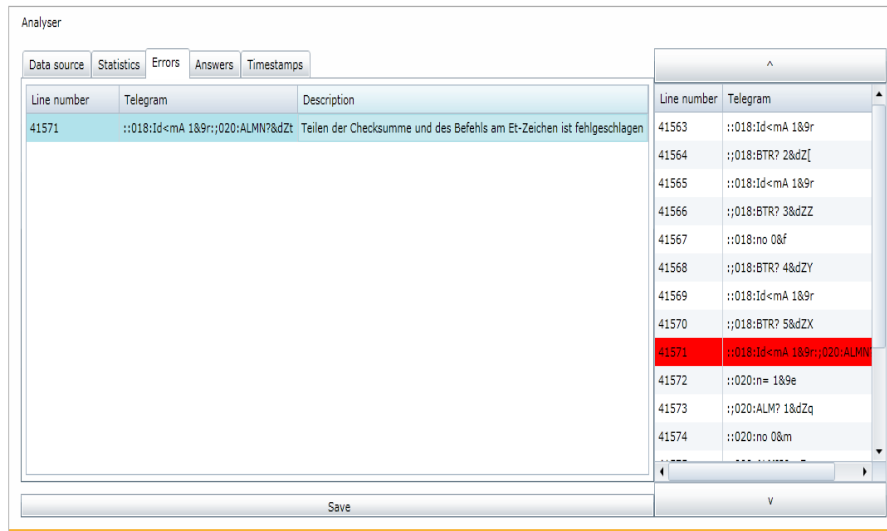 Analyser
Data source Statistics Errors Answers Timestamps
Line number Telegram Description
41571 ::018:Id<mA 1&9r:;020:ALMN?&dZt Teilen der Checksumme und des Befehls am Et-Zeichen ist fehlgeschlagen
Save
^
Line number Telegram
41563 ::018:Id<mA 1&9r
41564 :;018:BTR? 2&dZ[
41565 ::018:Id<mA 1&9r
41566 :;018:BTR? 3&dZZ
41567 ::018:no 0&f
41568 :;018:BTR? 4&dZY
41569 ::018:Id<mA 1&9r
41570 :;018:BTR? 5&dZX
41571 ::018:Id<mA 1&9r:;020:ALMN?
41572 ::020:n= 1&9e
41573 :;020:ALM? 1&dZq
41574 ::020:no 0&m
v